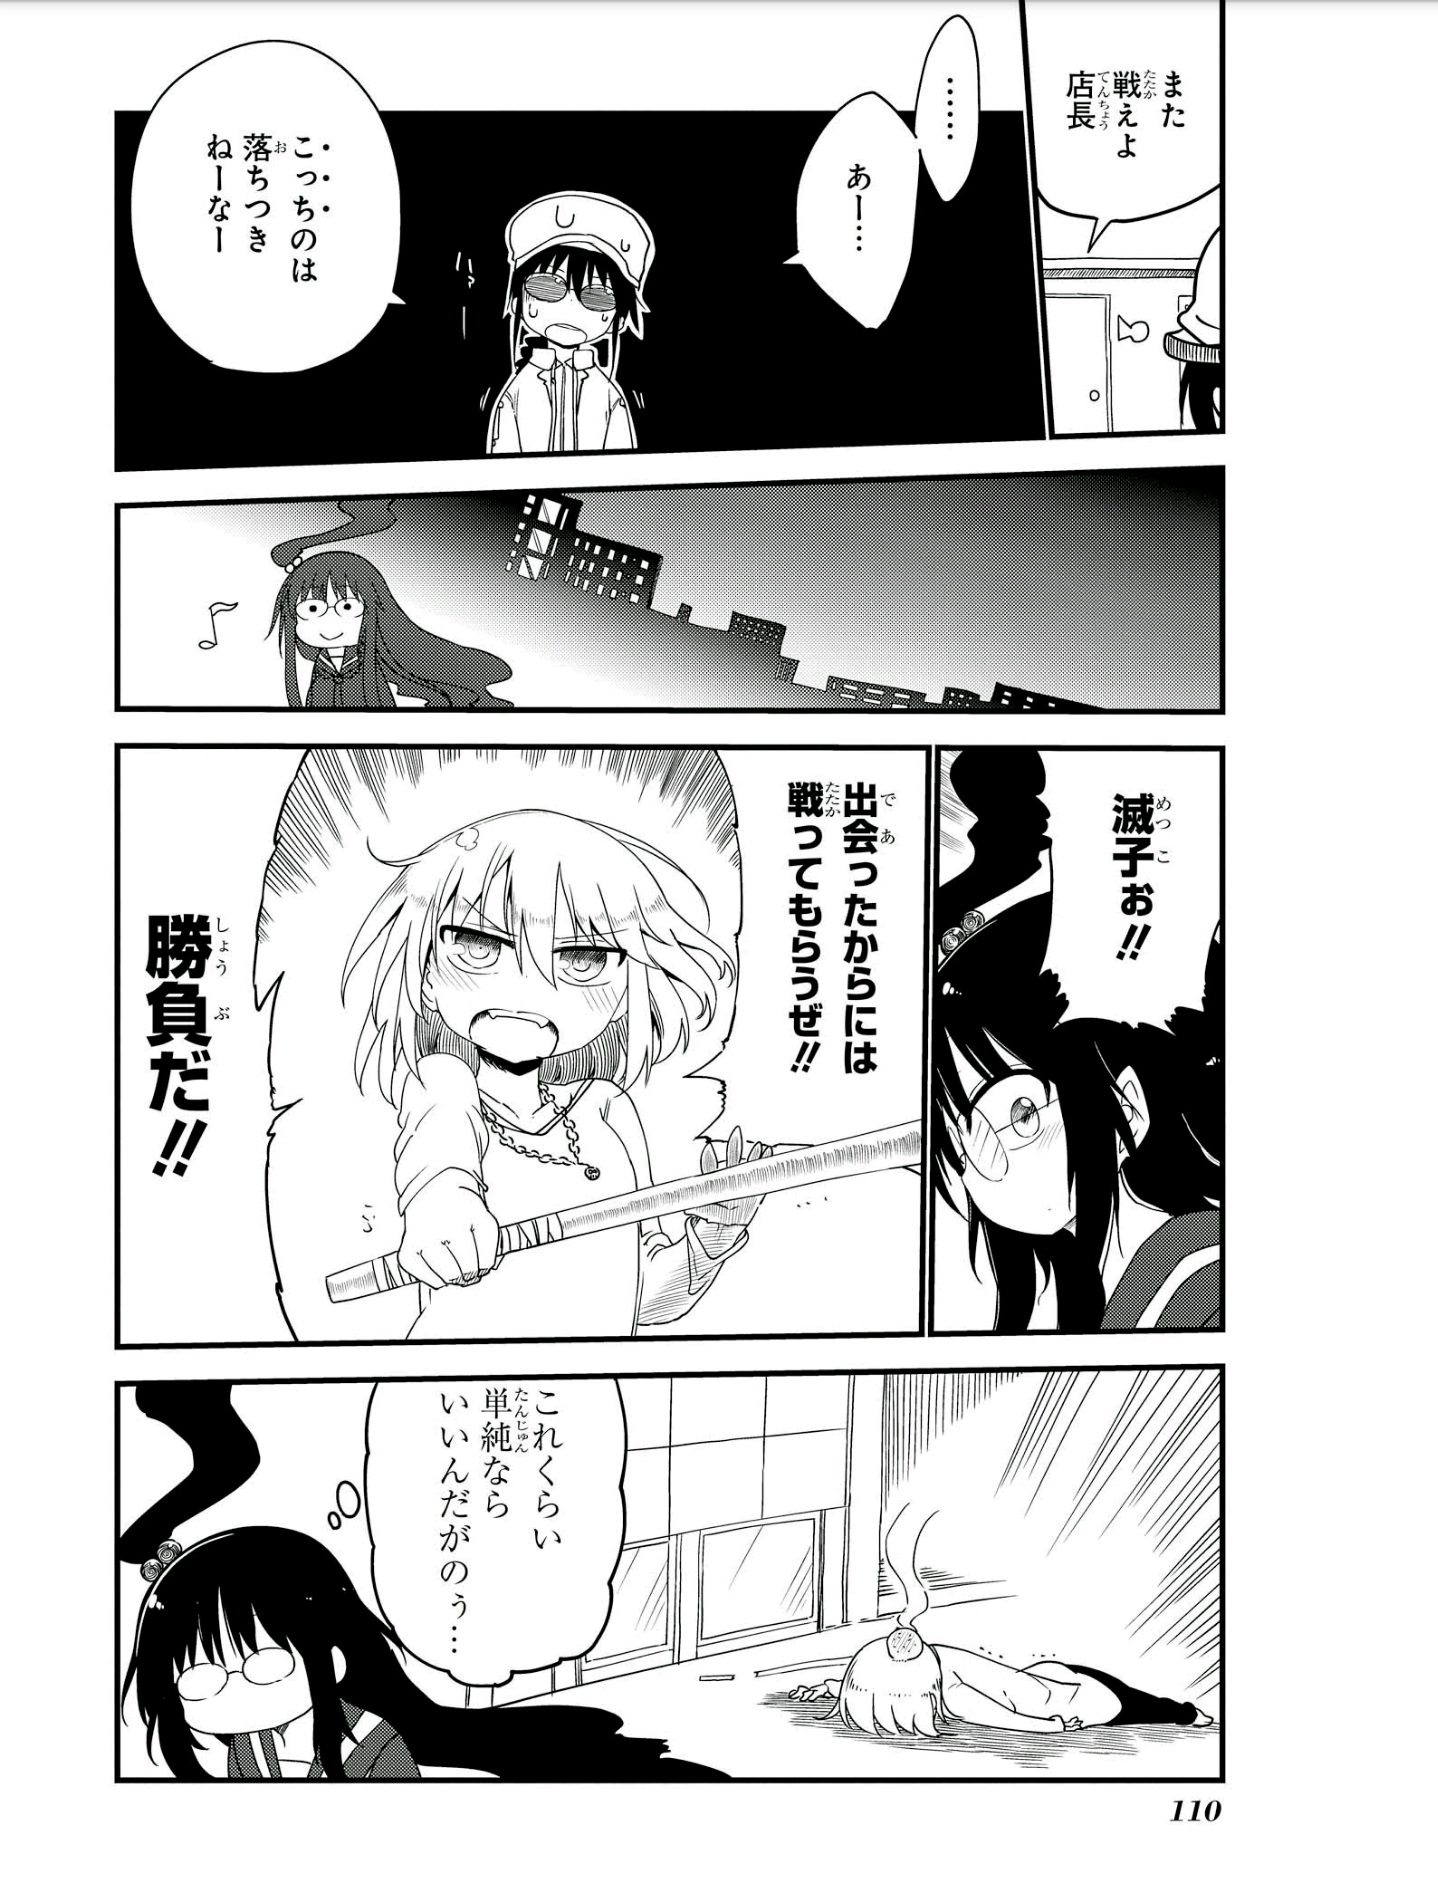 また
戦えよ
店長
……
あー…
こっちのは
落ちつき
ねーなー
滅子ぉ!!
出会ったからには
戦ってもらうぜ!!
勝負だ!!
これくらい
単純なら
いいんだがのぅ…
110